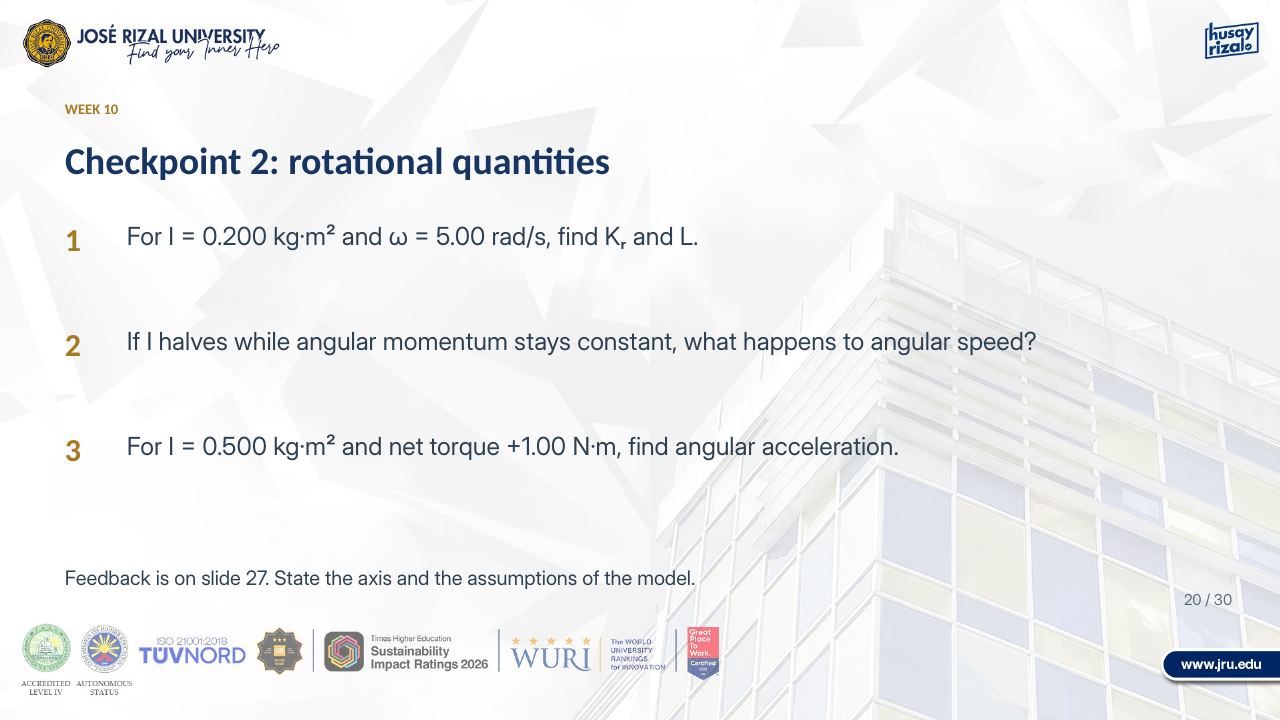 JOSÉ RIZAL UNIVERSITY
Find your Inner Hero
husay
rizal
WEEK 10
Checkpoint 2: rotational quantities
1
For I = 0.200 kg·m² and ω = 5.00 rad/s, find Kᵣ and L.
2
If I halves while angular momentum stays constant, what happens to angular speed?
3
For I = 0.500 kg·m² and net torque +1.00 N·m, find angular acceleration.
Feedback is on slide 27. State the axis and the assumptions of the model.
20 / 30
ACCREDITED
LEVEL IV
AUTONOMOUS
STATUS
ISO 21001:2018
TÜVNORD
Times Higher Education
Sustainability
Impact Ratings 2026
WURI
The WORLD
UNIVERSITY
RANKINGS
for INNOVATION
Great
Place
To
Work.
Certified
www.jru.edu